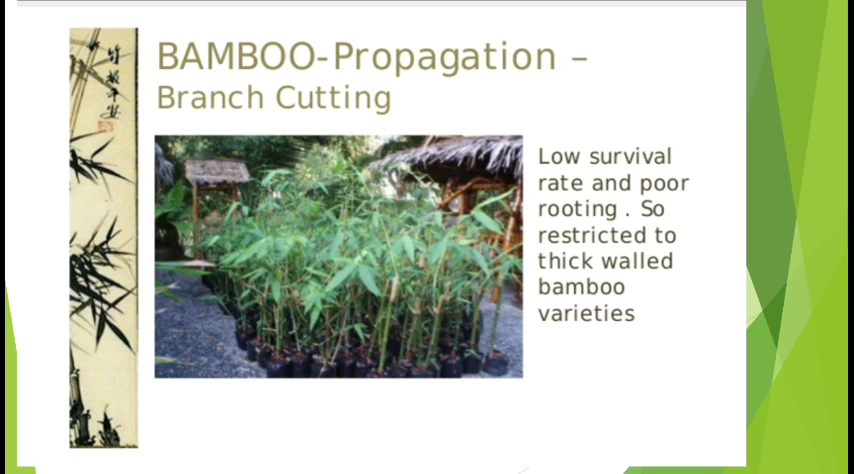 BAMBOO-Propagation –
Branch Cutting
Low survival
rate and poor
rooting . So
restricted to
thick walled
bamboo
varieties